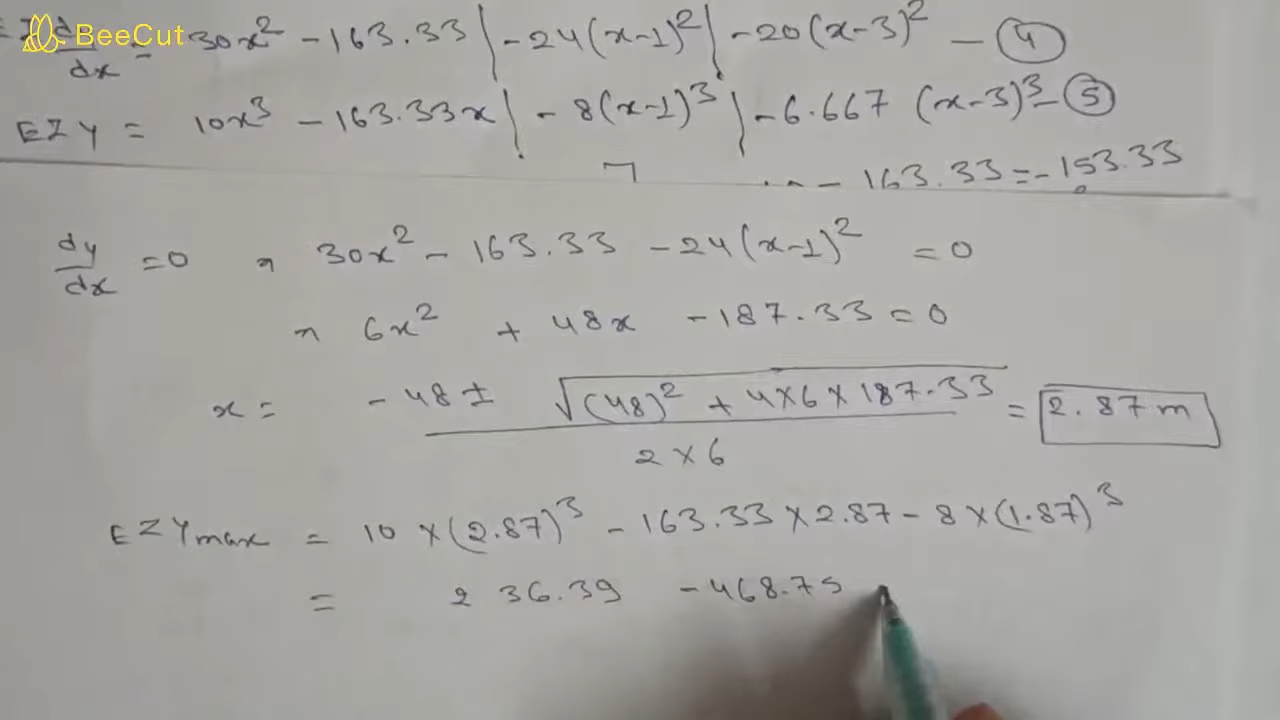 BeeCut
dy/dx = 30x² - 163.33 | - 24(x-1)² | - 20(x-3)² — (4)
EZY = 10x³ - 163.33x | - 8(x-1)³ | - 6.667 (x-3)³ — (5)
- 163.33 = -153.33
dy/dx = 0 n 30x² - 163.33 - 24(x-1)² = 0
n 6x² + 48x - 187.33 = 0
x = - 48 ± √(48)² + 4×6×187.33 / 2×6 = 2.87 m
EZYmax = 10 × (2.87)³ - 163.33 × 2.87 - 8 × (1.87)³
= 236.39 - 468.75